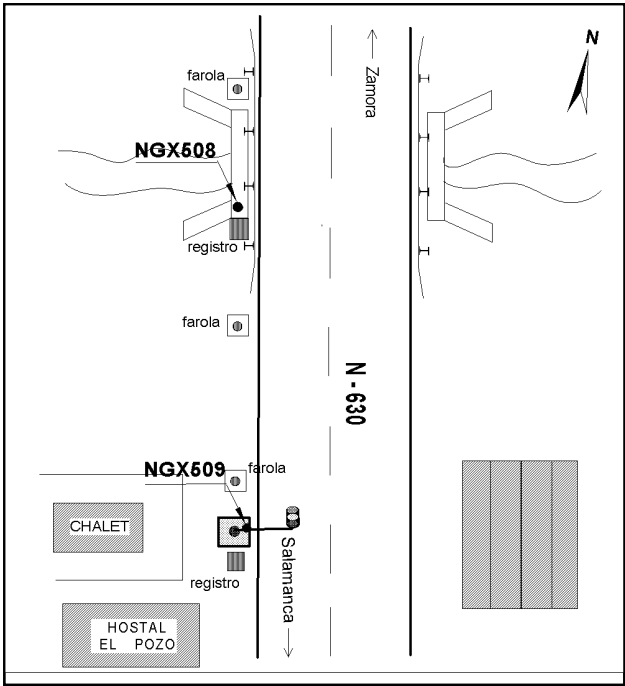 N
farola
Zamora
NGX508
registro
farola
N - 630
NGX509
farola
CHALET
Salamanca
registro
HOSTAL
EL POZO